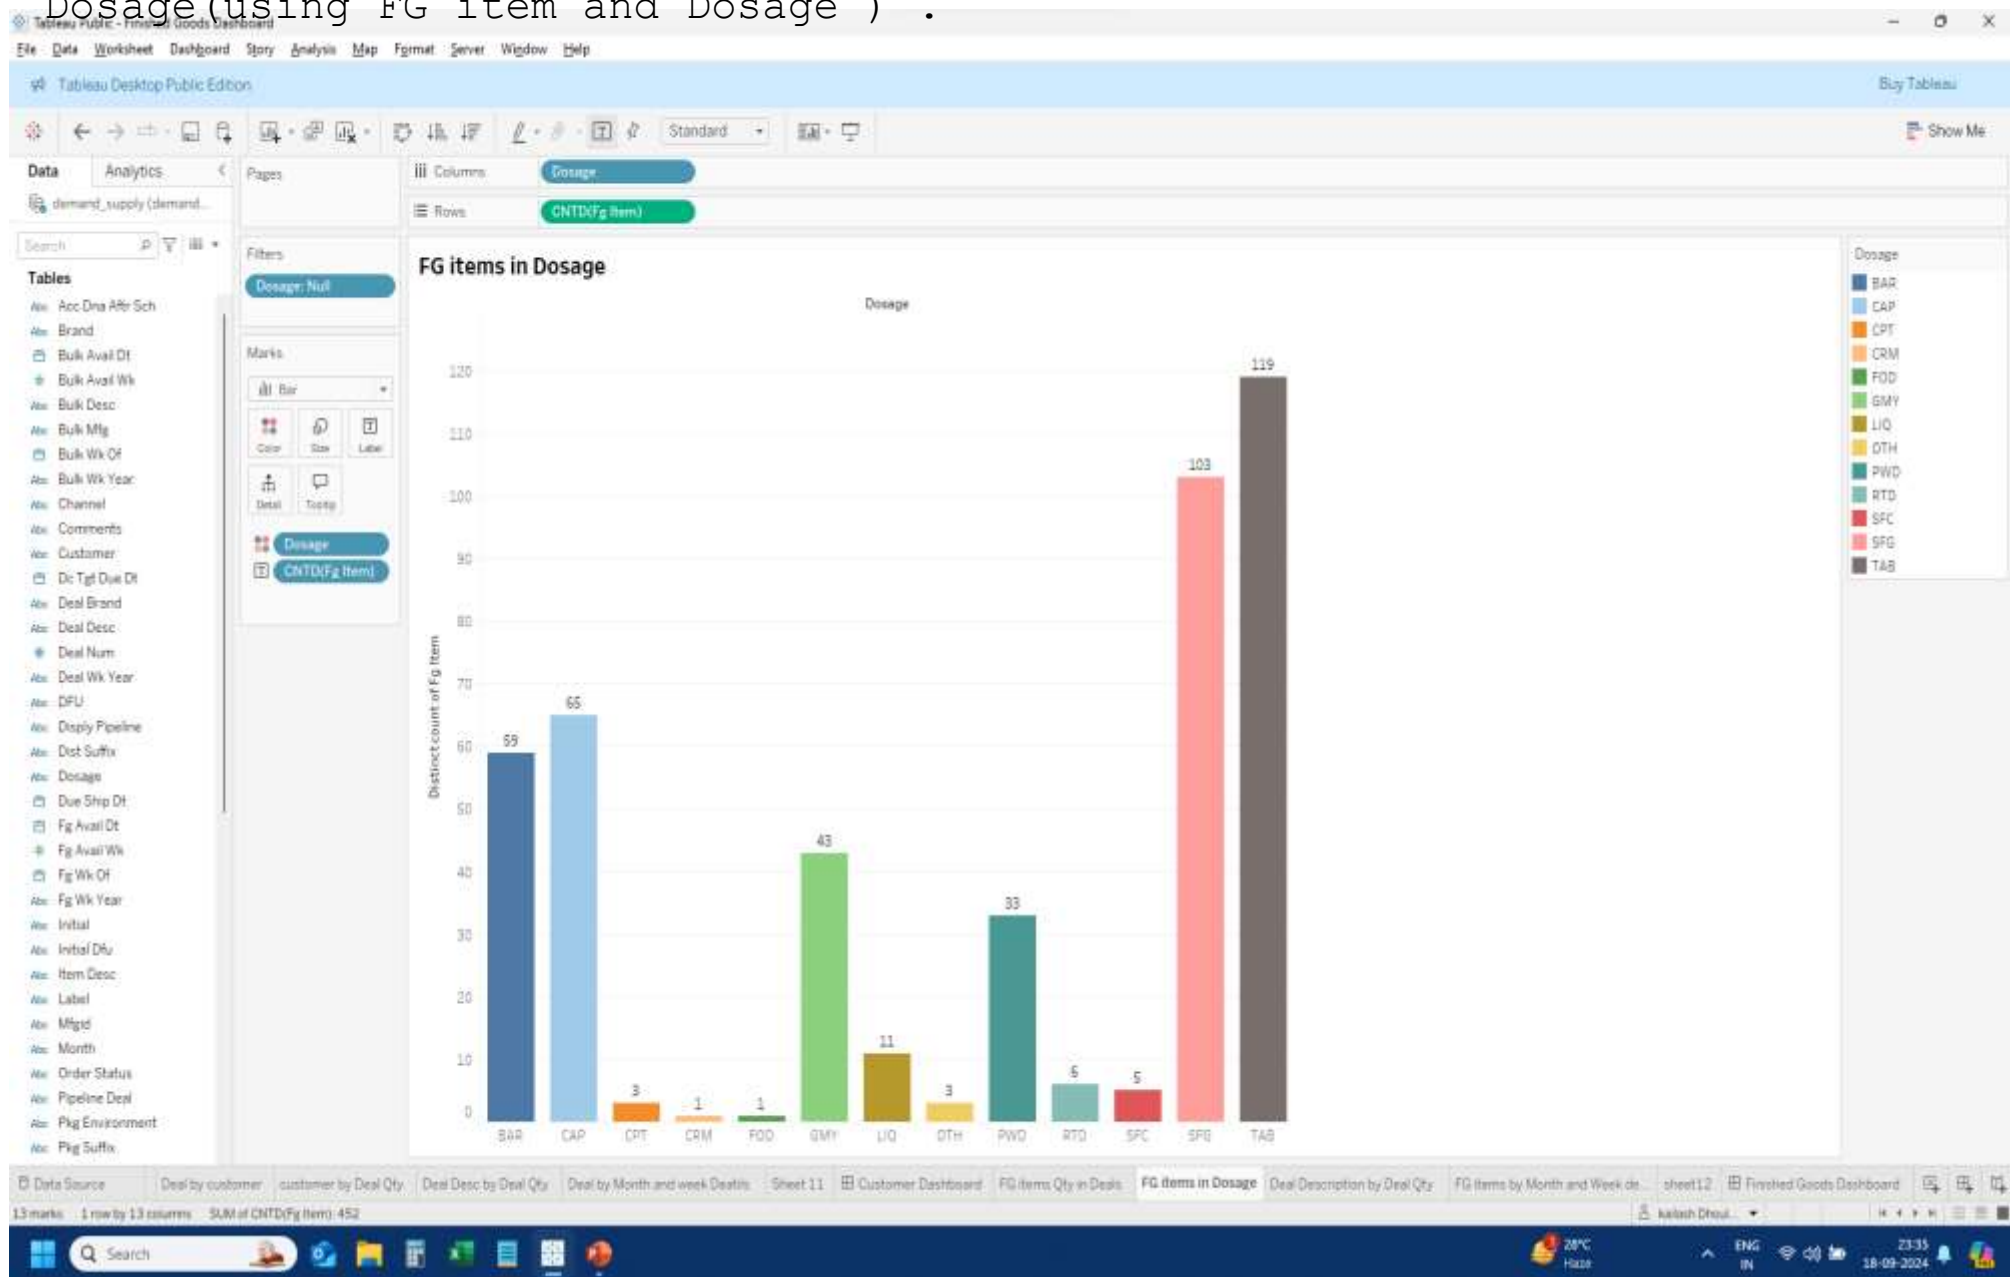 Dosage(using FG item and Dosage ) .
Tableau Public - Finished Goods Dashboard
File Data Worksheet Dashboard Story Analysis Map Format Server Window Help
Tableau Desktop Public Edition
Buy Tableau
Standard
Show Me
Data Analytics
Pages
Columns Dosage
demand_supply (demand...
Rows CNTD(Fg Item)
Search
Filters
Dosage: Null
FG items in Dosage
Dosage
Tables
Acc Dna Affir Sch
Brand
Bulk Avail Dt
Bulk Avail Wk
Bulk Desc
Bulk Mfg
Bulk Wk Of
Bulk Wk Year
Channel
Comments
Customer
Dc Tgt Due Dt
Deal Brand
Deal Desc
Deal Num
Deal Wk Year
DFU
Disply Pipeline
Dist Suffix
Dosage
Due Ship Dt
Fg Avail Dt
Fg Avail Wk
Fg Wk Of
Fg Wk Year
Initial
Initial Dfu
Item Desc
Label
Mfgid
Month
Order Status
Pipeline Deal
Pkg Environment
Pkg Suffix
Marks
Bar
Color Size Label
Detail Tooltip
Dosage
CNTD(Fg Item)
Distinct count of Fg Item
120
110
100
90
80
70
60
50
40
30
20
10
0
59 65 3 1 1 43 11 3 33 6 5 103 119
BAR CAP CPT CRM FOD GMY LIQ OTH PWD RTD SFC SFG TAB
Dosage
BAR
CAP
CPT
CRM
FOD
GMY
LIQ
OTH
PWD
RTD
SFC
SFG
TAB
Data Source Deal by customer customer by Deal Qty Deal Desc by Deal Qty Deal by Month and week Deatils Sheet 11 Customer Dashboard FG items Qty in Deals FG items in Dosage Deal Description by Deal Qty FG items by Month and Week de... sheet12 Finished Goods Dashboard
13 marks 1 row by 13 columns SUM of CNTD(Fg Item): 452
kailash Dhoul...
Search
28°C
Haze
ENG
IN
23:35
18-09-2024